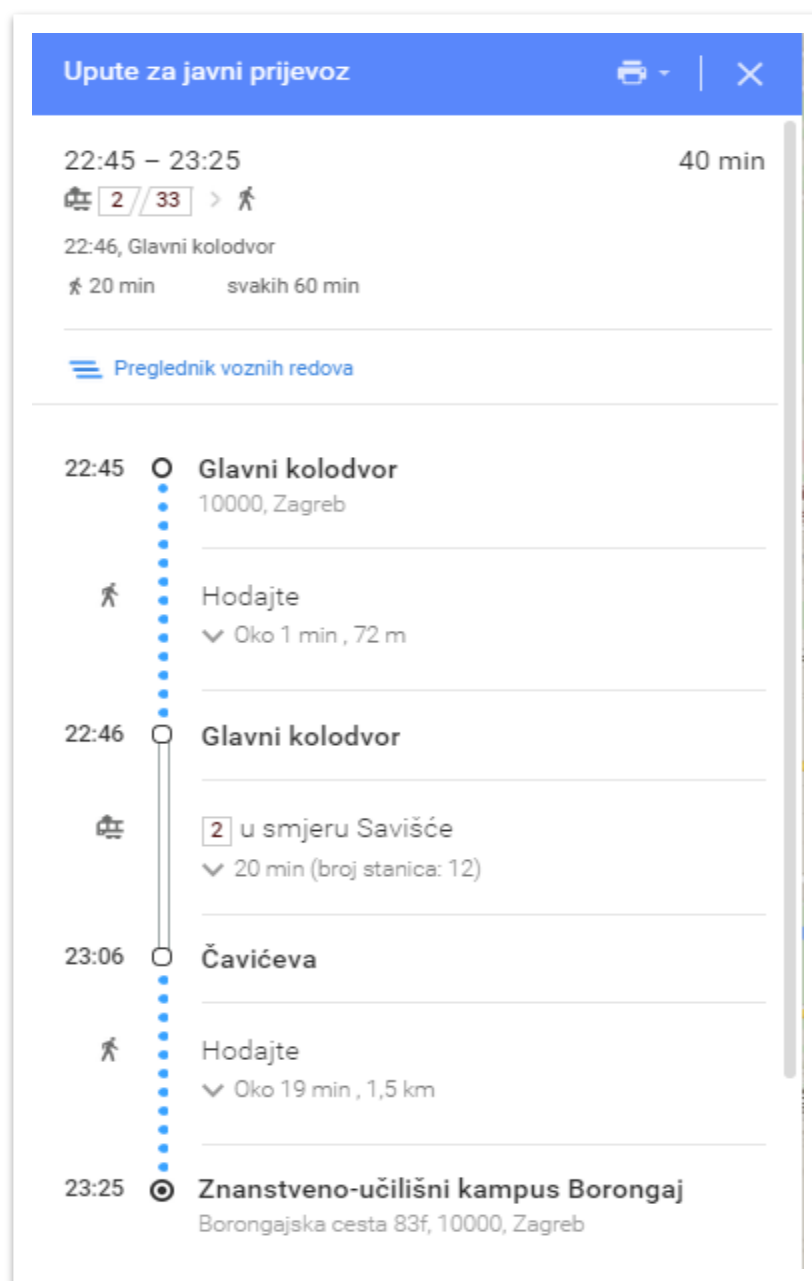 Upute za javni prijevoz
22:45 – 23:25 40 min
2 33
22:46, Glavni kolodvor
20 min svakih 60 min
Preglednik voznih redova
22:45 Glavni kolodvor
10000, Zagreb
Hodajte
Oko 1 min , 72 m
22:46 Glavni kolodvor
2 u smjeru Savišće
20 min (broj stanica: 12)
23:06 Čavićeva
Hodajte
Oko 19 min , 1,5 km
23:25 Znanstveno-učilišni kampus Borongaj
Borongajska cesta 83f, 10000, Zagreb